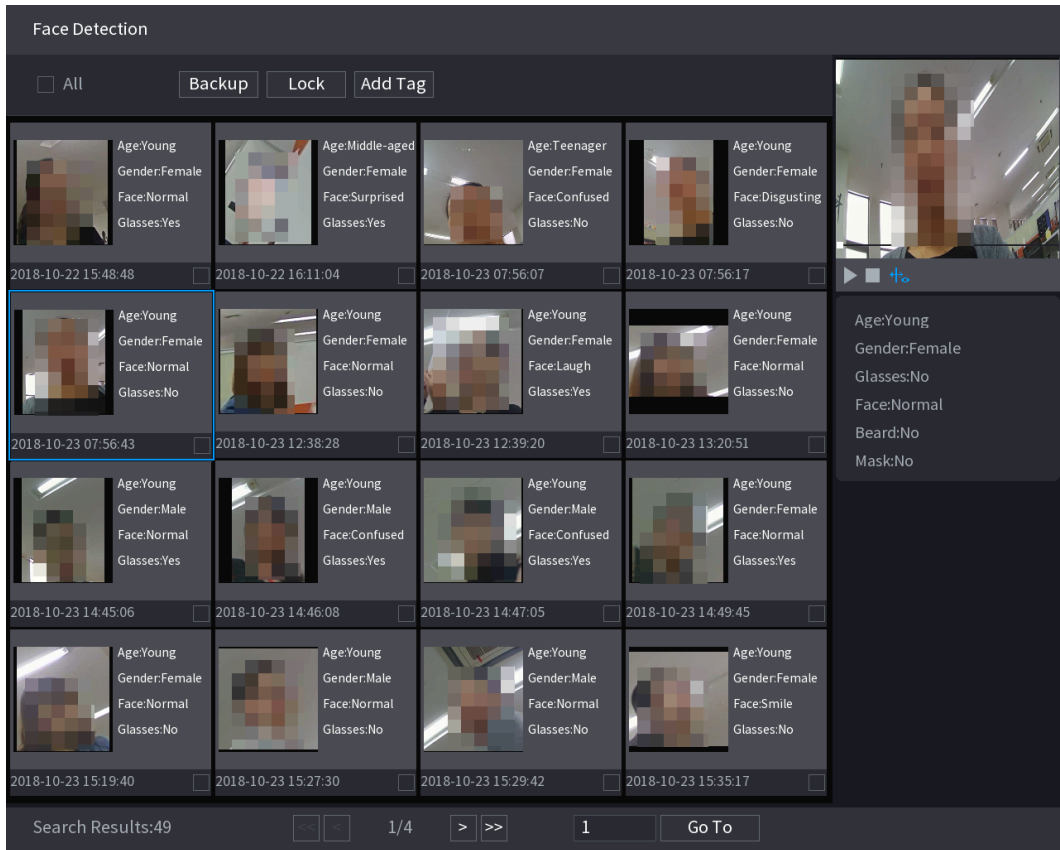 Face Detection
All
Backup
Lock
Add Tag
Age:Young
Gender:Female
Face:Normal
Glasses:Yes
2018-10-22 15:48:48
Age:Middle-aged
Gender:Female
Face:Surprised
Glasses:Yes
2018-10-22 16:11:04
Age:Teenager
Gender:Female
Face:Confused
Glasses:No
2018-10-23 07:56:07
Age:Young
Gender:Female
Face:Disgusting
Glasses:No
2018-10-23 07:56:17
Age:Young
Gender:Female
Face:Normal
Glasses:No
2018-10-23 07:56:43
Age:Young
Gender:Female
Face:Normal
Glasses:No
2018-10-23 12:38:28
Age:Young
Gender:Female
Face:Laugh
Glasses:Yes
2018-10-23 12:39:20
Age:Young
Gender:Female
Face:Normal
Glasses:No
2018-10-23 13:20:51
Age:Young
Gender:Male
Face:Normal
Glasses:Yes
2018-10-23 14:45:06
Age:Young
Gender:Male
Face:Confused
Glasses:Yes
2018-10-23 14:46:08
Age:Young
Gender:Male
Face:Confused
Glasses:Yes
2018-10-23 14:47:05
Age:Young
Gender:Female
Face:Normal
Glasses:Yes
2018-10-23 14:49:45
Age:Young
Gender:Female
Face:Normal
Glasses:No
2018-10-23 15:19:40
Age:Young
Gender:Male
Face:Normal
Glasses:No
2018-10-23 15:27:30
Age:Young
Gender:Male
Face:Normal
Glasses:No
2018-10-23 15:29:42
Age:Young
Gender:Female
Face:Smile
Glasses:No
2018-10-23 15:35:17
Age:Young
Gender:Female
Glasses:No
Face:Normal
Beard:No
Mask:No
Search Results:49
<< < 1/4 > >> 1 Go To